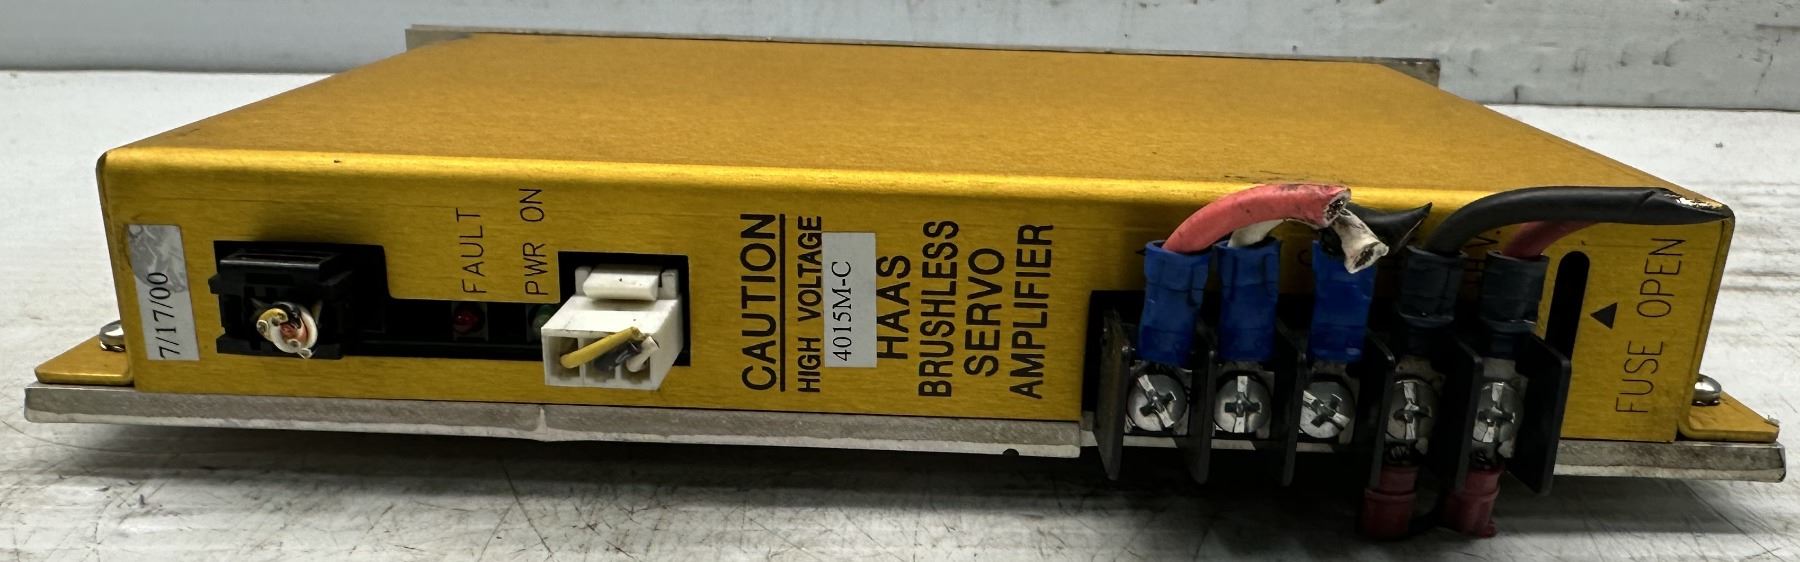 7/17/00
FAULT
PWR ON
CAUTION
HIGH VOLTAGE
4015M-C
HAAS
BRUSHLESS
SERVO
AMPLIFIER
FUSE OPEN